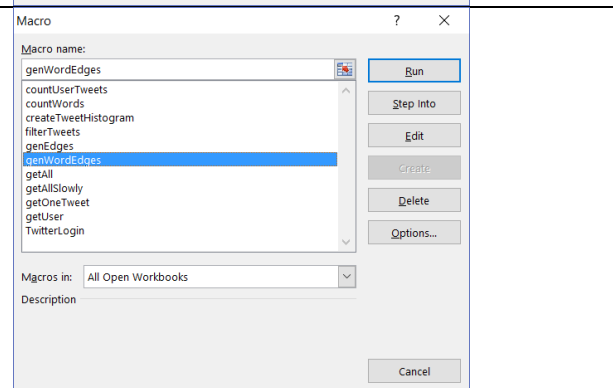 Macro ?
Macro name:
genWordEdges
Run
countUserTweets
countWords
createTweetHistogram
filterTweets
genEdges
genWordEdges
getAll
getAllSlowly
getOneTweet
getUser
TwitterLogin
Step Into
Edit
Create
Delete
Options...
Macros in: All Open Workbooks
Description
Cancel